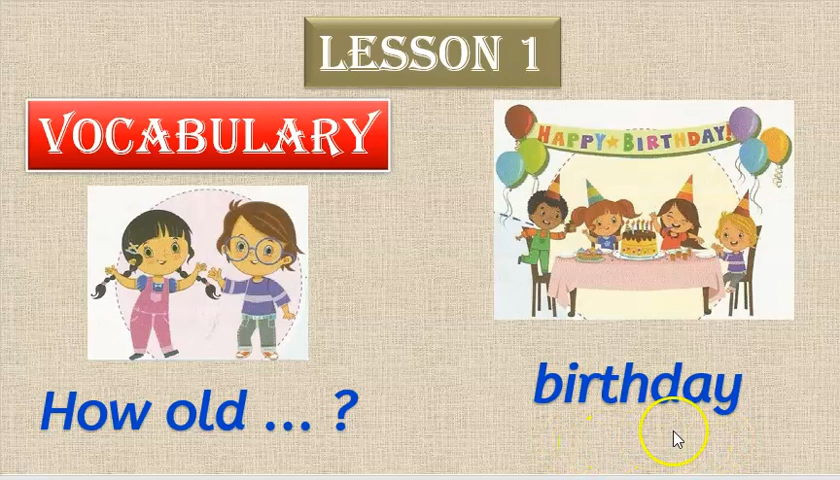 LESSON 1
VOCABULARY
HAPPY★BIRTHDAY!
How old ... ?
birthday